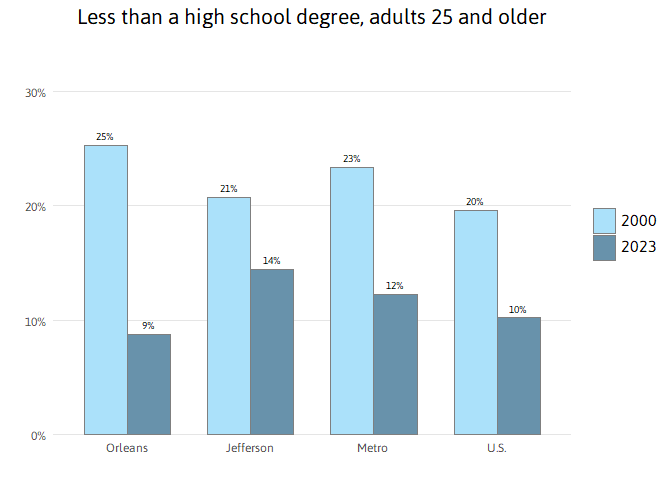 Less than a high school degree, adults 25 and older
30%
25%
23%
21%
20%
20%
2000
2023
14%
12%
10%
10%
9%
0%
Orleans
Jefferson
Metro
U.S.